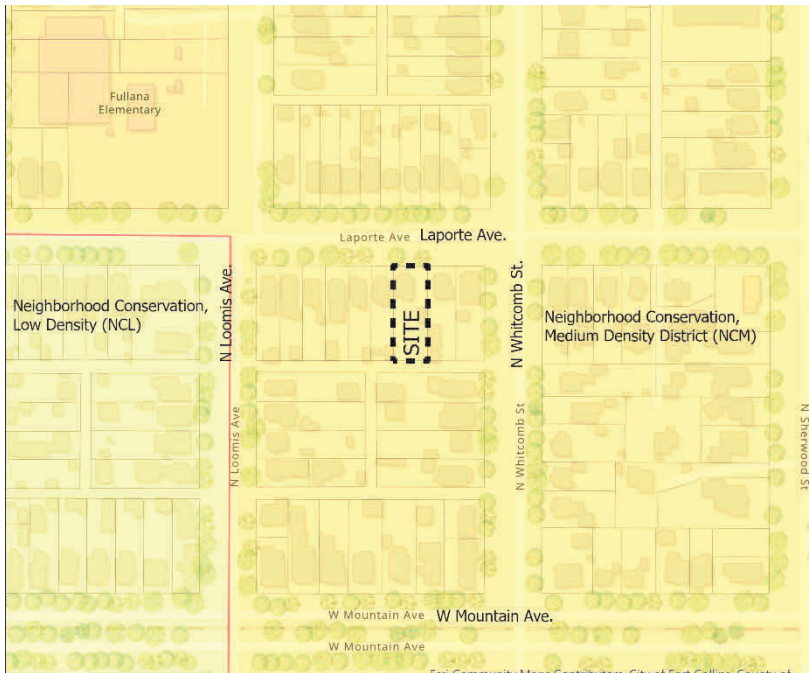 Fullana
Elementary
Laporte Ave
Laporte Ave.
N Loomis Ave.
SITE
N Whitcomb St.
Neighborhood Conservation,
Low Density (NCL)
Neighborhood Conservation,
Medium Density District (NCM)
N Loomis Ave
N Whitcomb St
N Sherwood St
W Mountain Ave
W Mountain Ave.
W Mountain Ave
Esri Community Maps Contributors, City of Fort Collins, County of